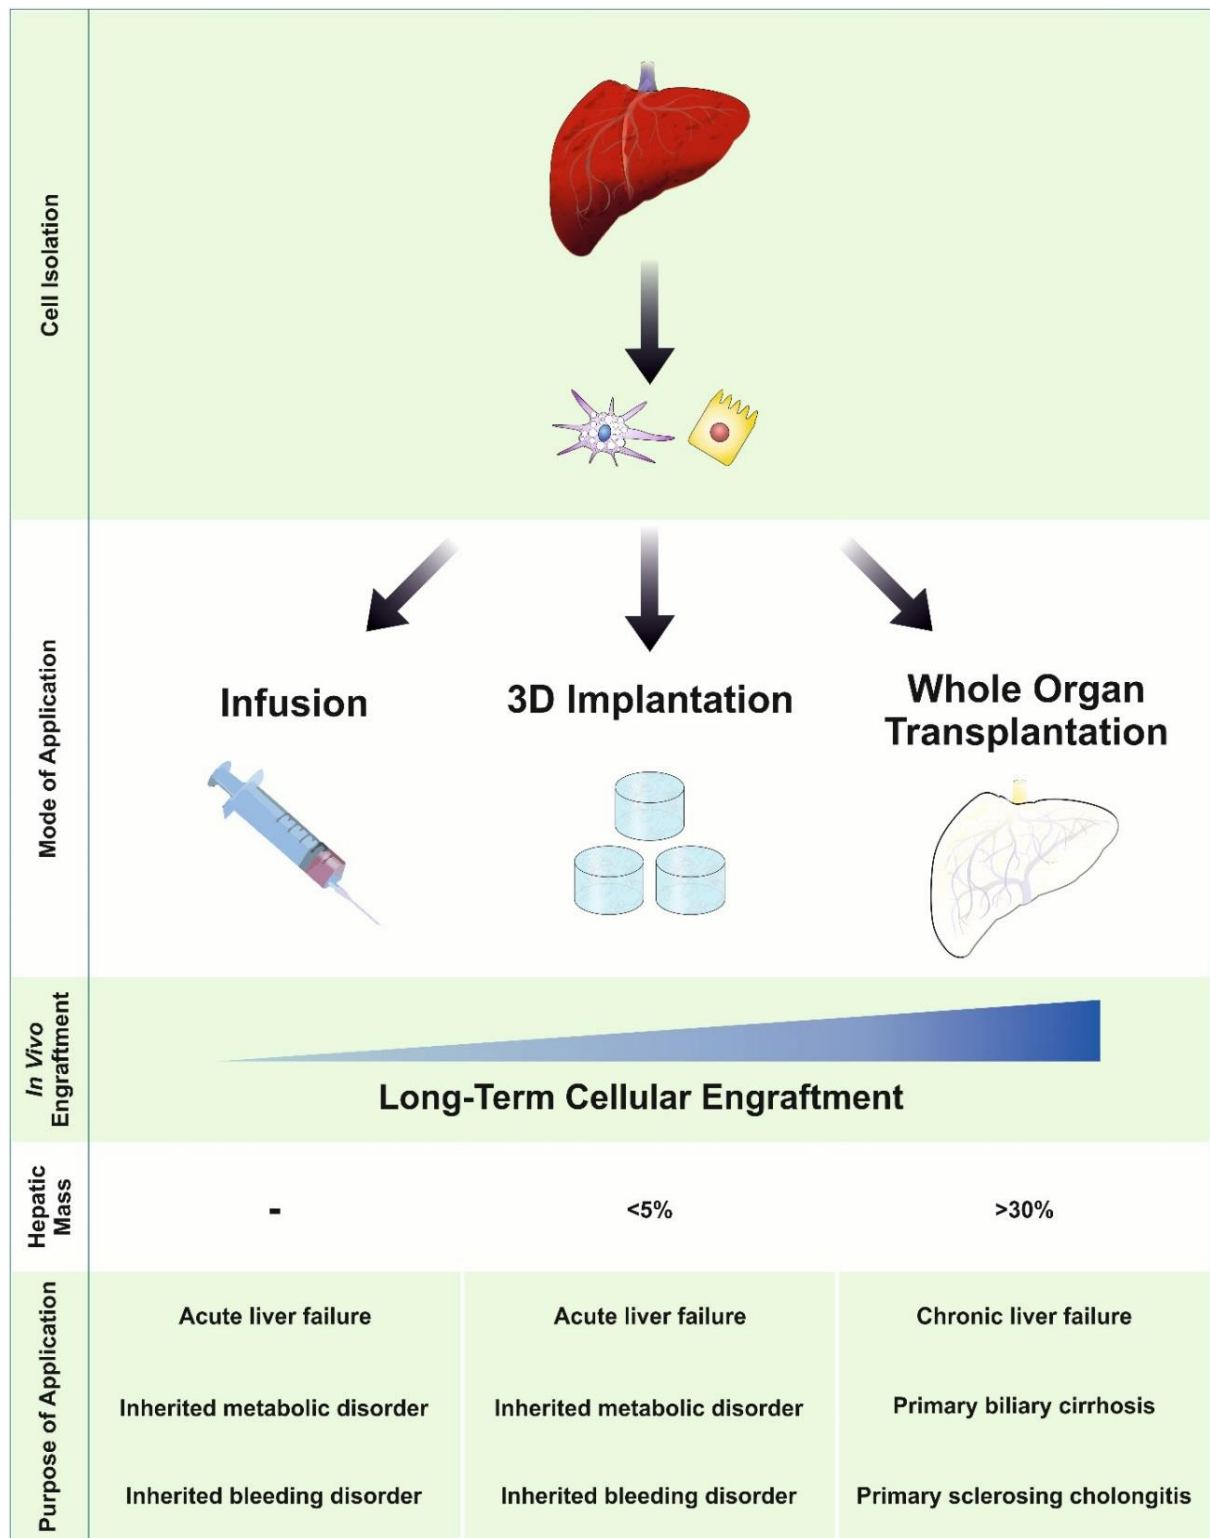 Cell Isolation
Mode of Application
Infusion
3D Implantation
Whole Organ
Transplantation
In Vivo
Engraftment
Long-Term Cellular Engraftment
Hepatic
Mass
-
<5%
>30%
Purpose of Application
Acute liver failure
Acute liver failure
Chronic liver failure
Inherited metabolic disorder
Inherited metabolic disorder
Primary biliary cirrhosis
Inherited bleeding disorder
Inherited bleeding disorder
Primary sclerosing cholongitis